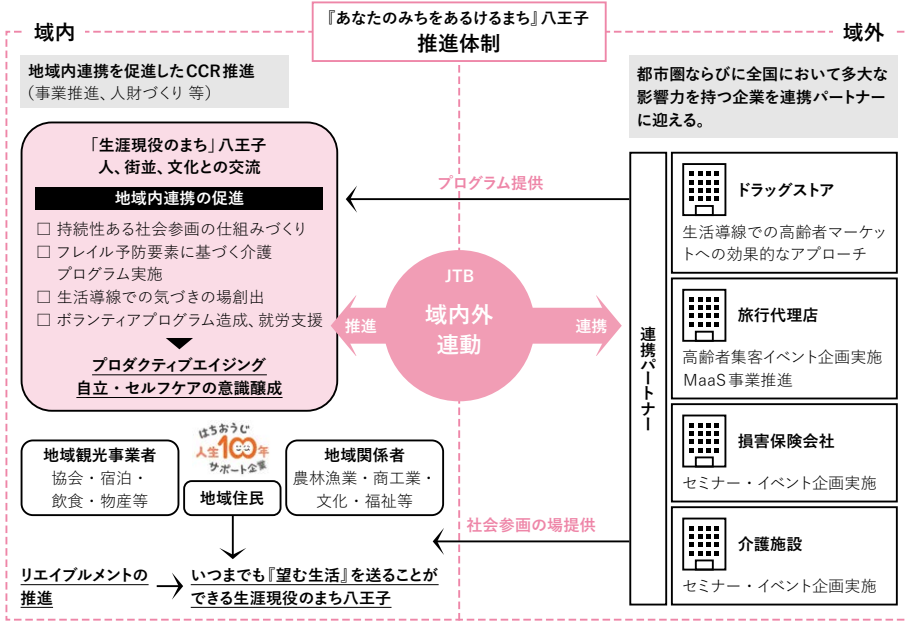 『あなたのみちをあるけるまち』八王子
推進体制
域内
域外
地域内連携を促進したCCR推進
（事業推進、人財づくり 等）
都市圏ならびに全国において多大な
影響力を持つ企業を連携パートナー
に迎える。
「生涯現役のまち」八王子
人、街並、文化との交流
地域内連携の促進
□ 持続性ある社会参画の仕組みづくり
□ フレイル予防要素に基づく介護
プログラム実施
□ 生活導線での気づきの場創出
□ ボランティアプログラム造成、就労支援
プロダクティブエイジング
自立・セルフケアの意識醸成
プログラム提供
JTB
域内外
連動
推進
連携
連携パートナー
ドラッグストア
生活導線での高齢者マーケッ
トへの効果的なアプローチ
旅行代理店
高齢者集客イベント企画実施
MaaS事業推進
損害保険会社
セミナー・イベント企画実施
介護施設
セミナー・イベント企画実施
地域観光事業者
協会・宿泊・
飲食・物産等
はちおうじ
人生100年
サポート企業
地域住民
地域関係者
農林漁業・商工業・
文化・福祉等
社会参画の場提供
リエイブルメントの
推進
いつまでも『望む生活』を送ることが
できる生涯現役のまち八王子